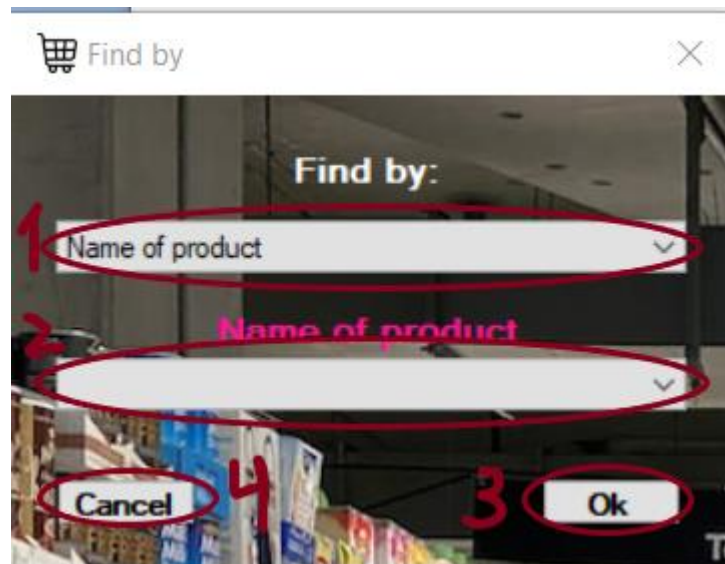 Find by
Find by:
1
Name of product
2
Name of product
Cancel
4
3
Ok